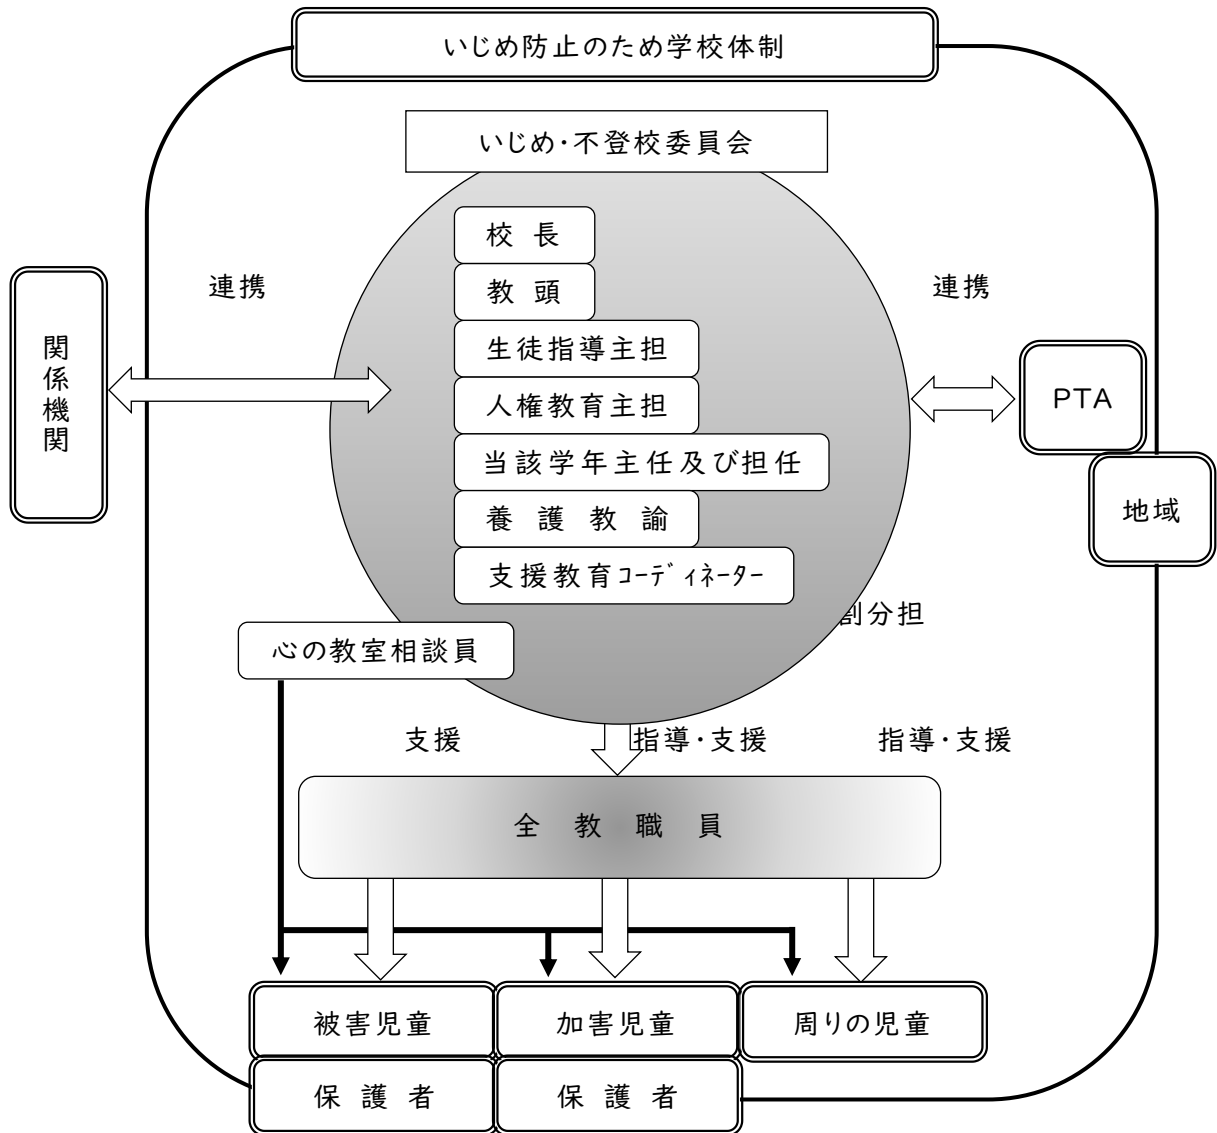 いじめ防止のため学校体制
いじめ・不登校委員会
校 長
教 頭
生徒指導主担
人権教育主担
当該学年主任及び担任
養 護 教 諭
支援教育ｺｰﾃﾞｨﾈｰﾀｰ
心の教室相談員
連携
連携
関係機関
PTA
地域
割分担
支援
指導・支援
指導・支援
全 教 職 員
被害児童
加害児童
周りの児童
保 護 者
保 護 者